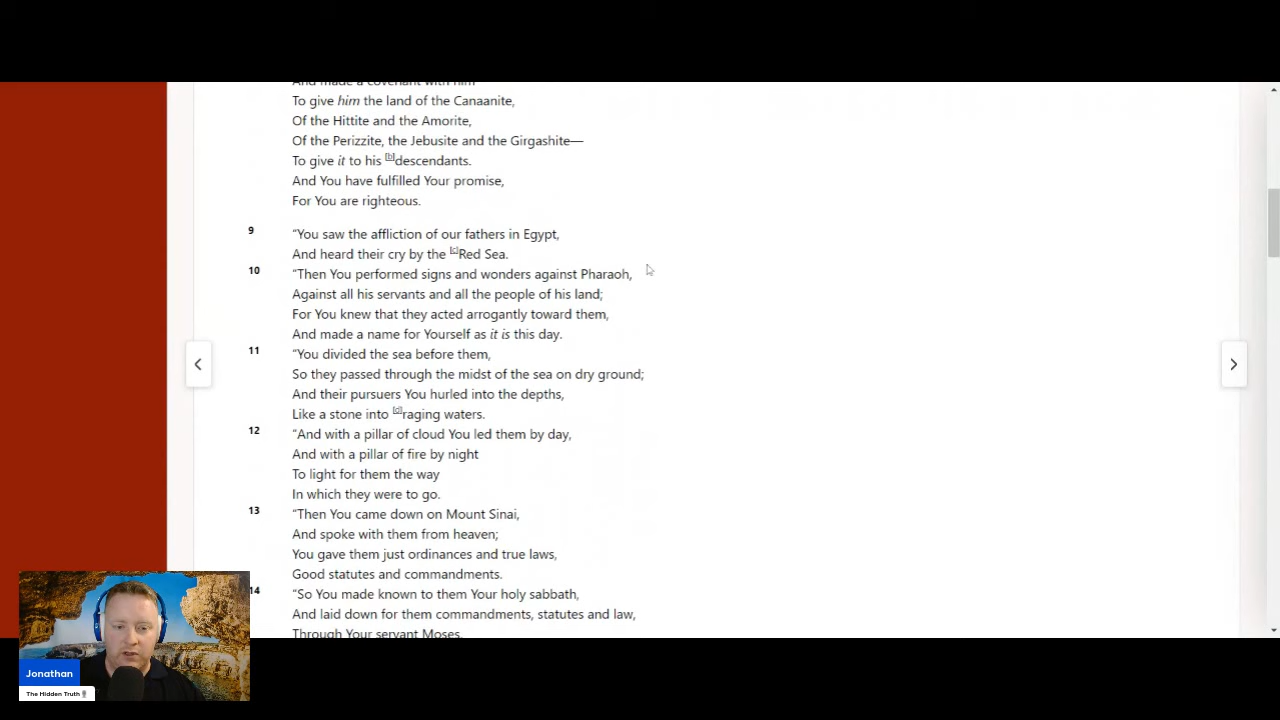 And made a covenant with him
To give him the land of the Canaanite,
Of the Hittite and the Amorite,
Of the Perizzite, the Jebusite and the Girgashite—
To give it to his [b]descendants.
And You have fulfilled Your promise,
For You are righteous.
9 “You saw the affliction of our fathers in Egypt,
And heard their cry by the [c]Red Sea.
10 “Then You performed signs and wonders against Pharaoh,
Against all his servants and all the people of his land;
For You knew that they acted arrogantly toward them,
And made a name for Yourself as it is this day.
11 “You divided the sea before them,
So they passed through the midst of the sea on dry ground;
And their pursuers You hurled into the depths,
Like a stone into [d]raging waters.
12 “And with a pillar of cloud You led them by day,
And with a pillar of fire by night
To light for them the way
In which they were to go.
13 “Then You came down on Mount Sinai,
And spoke with them from heaven;
You gave them just ordinances and true laws,
Good statutes and commandments.
14 “So You made known to them Your holy sabbath,
And laid down for them commandments, statutes and law,
Through Your servant Moses.
Jonathan
The Hidden Truth